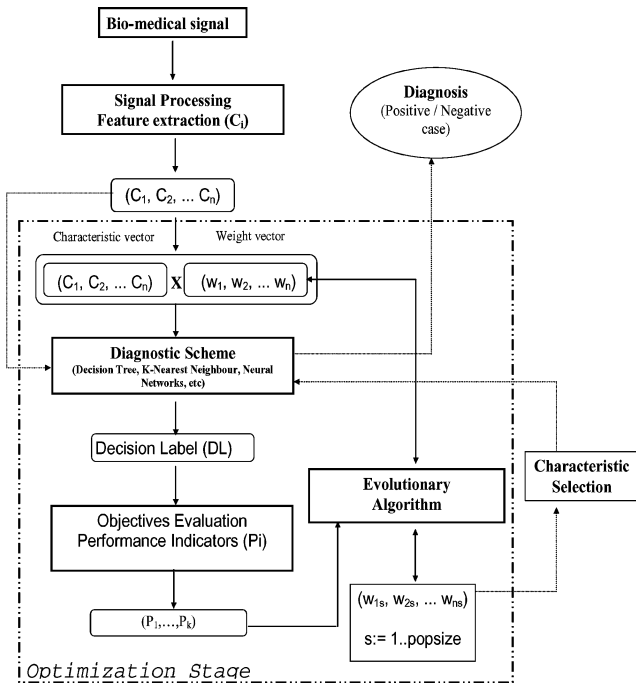 Bio-medical signal
Signal Processing
Feature extraction (Ci)
Diagnosis
(Positive / Negative
case)
(C1, C2, ... Cn)
Characteristic vector
Weight vector
(C1, C2, ... Cn) X (w1, w2, ... wn)
Diagnostic Scheme
(Decision Tree, K-Nearest Neighbour, Neural
Networks, etc)
Decision Label (DL)
Evolutionary
Algorithm
Characteristic
Selection
Objectives Evaluation
Performance Indicators (Pi)
(P1,...,Pk)
(w1s, w2s, ... wns)
s:= 1..popsize
Optimization Stage